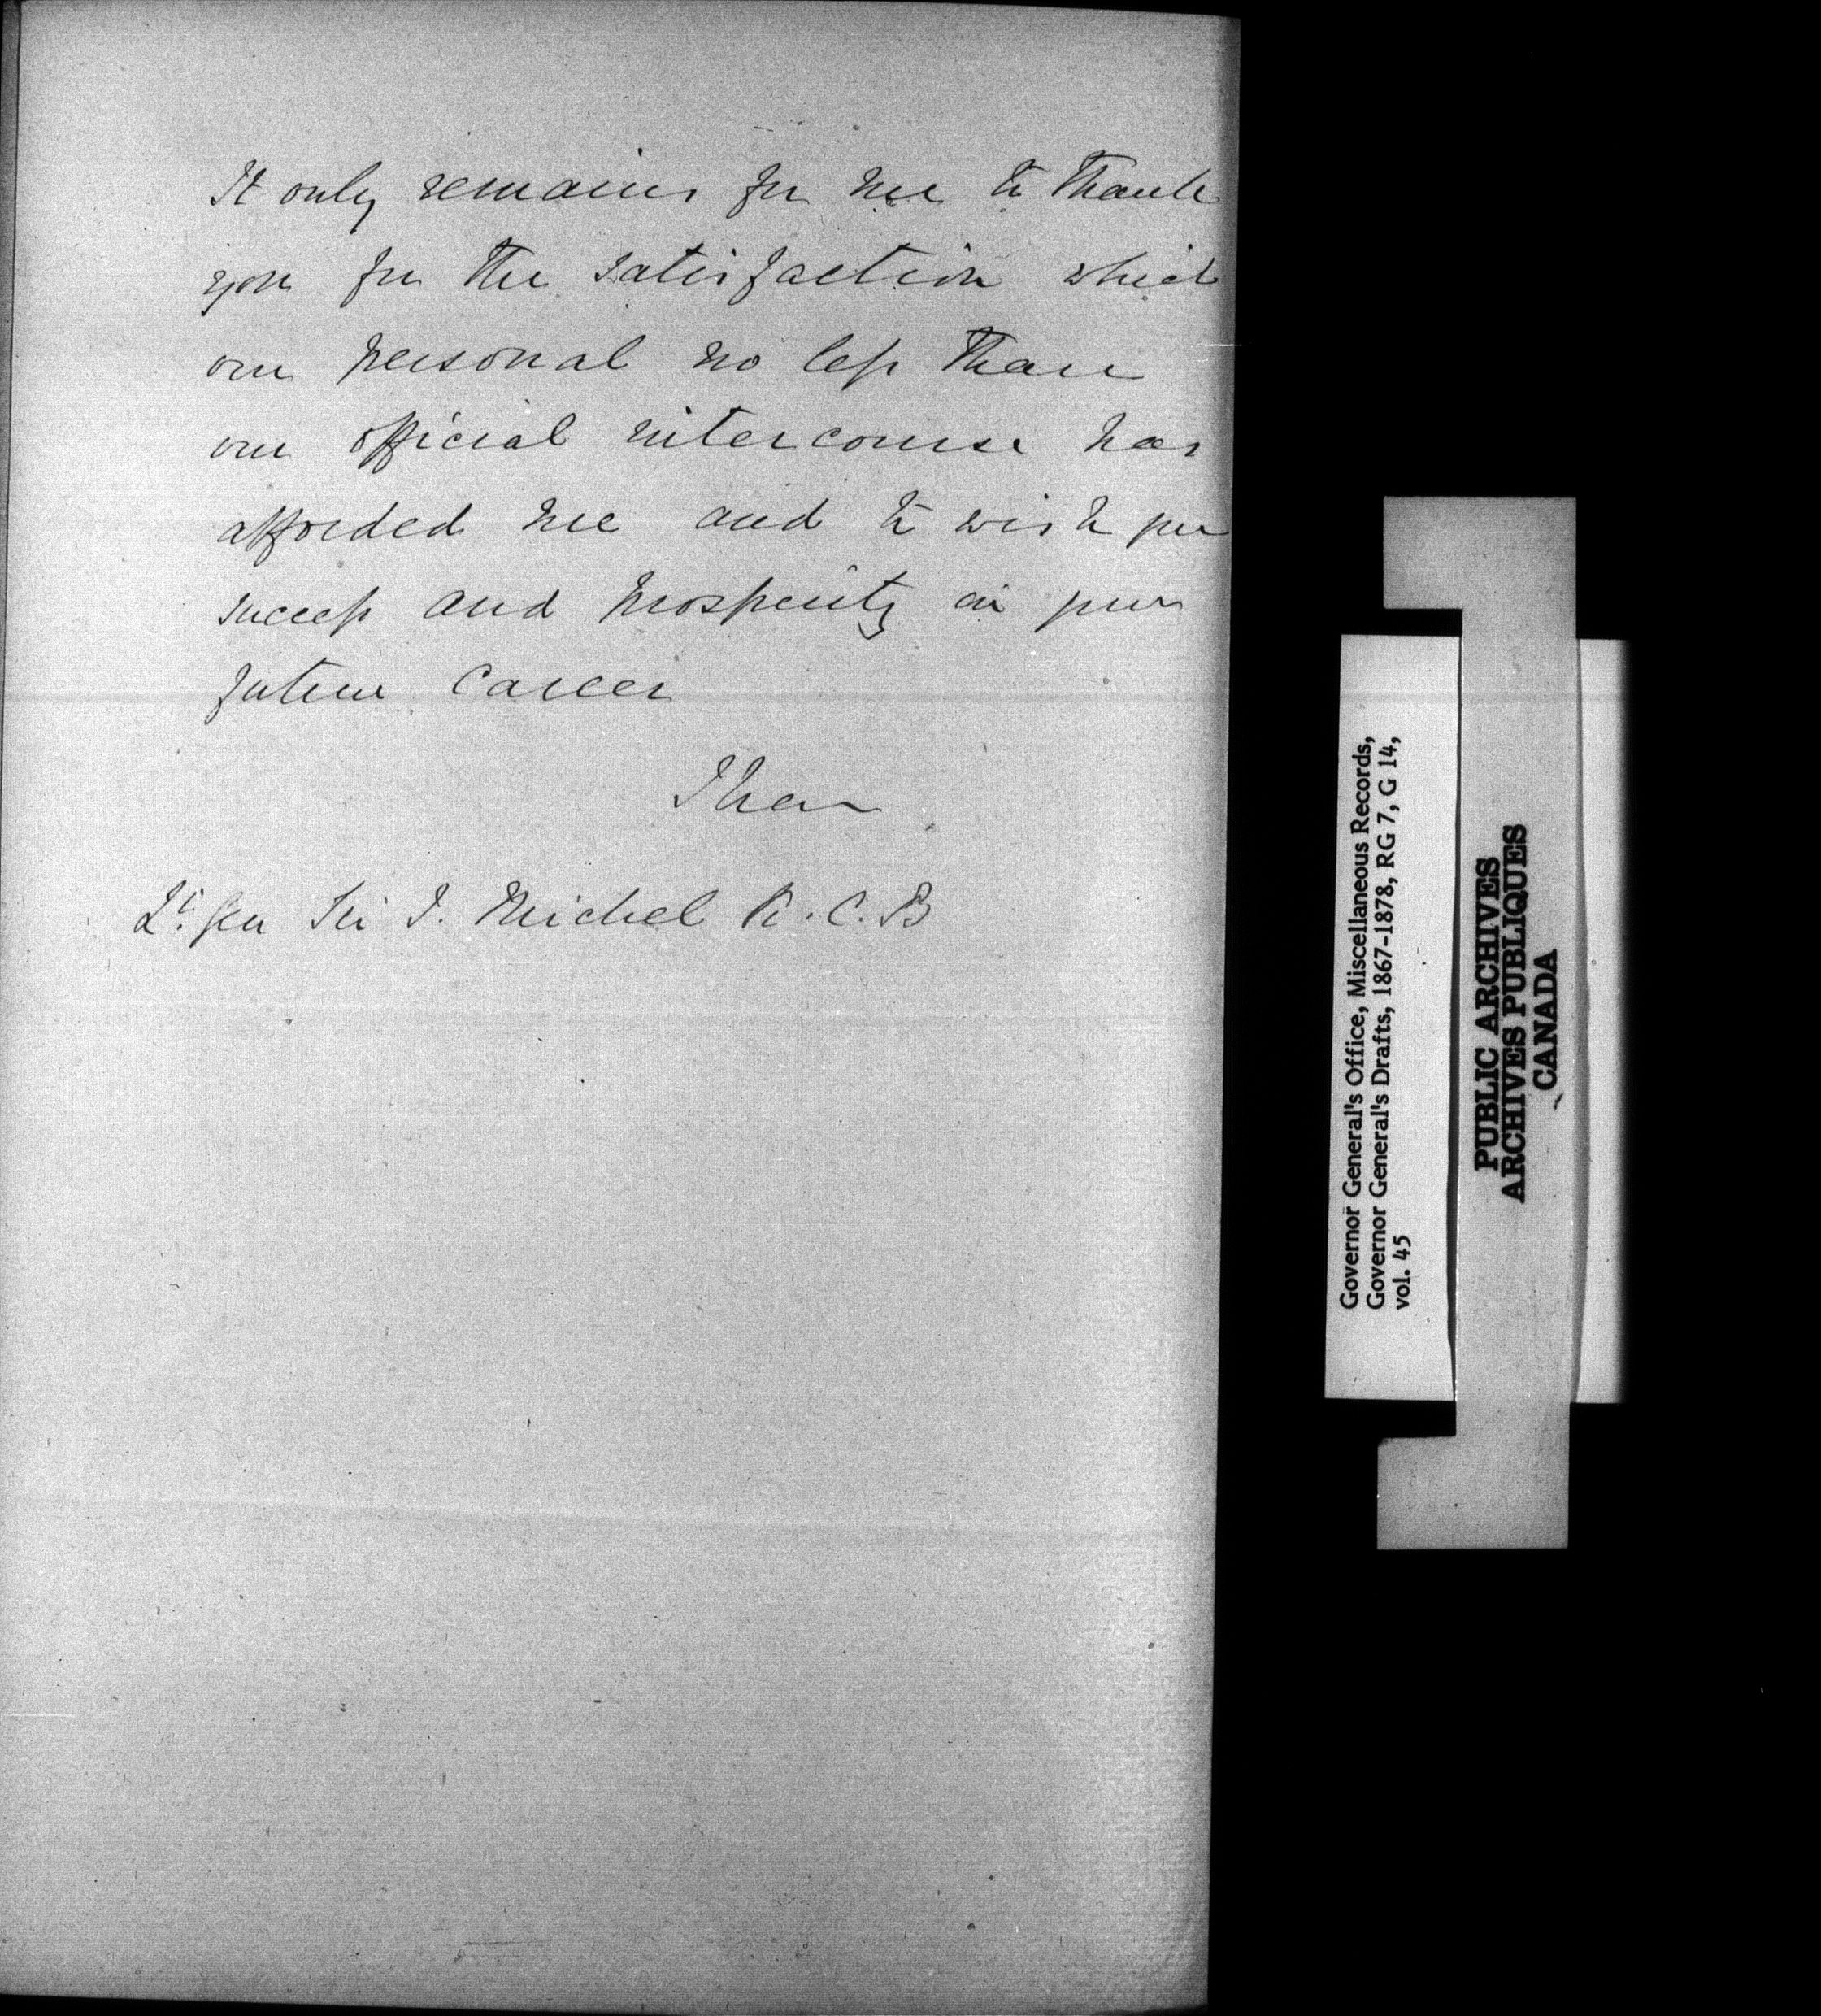 It only remains for me to thank
you for the satisfaction which
our personal no less than
our official intercourse has
afforded me and to wish you
success and prosperity in your
future career
I have
Lt Gen Sir J. Michel K.C.B
Governor General's Office, Miscellaneous Records,
Governor General's Drafts, 1867-1878, RG 7, G 14,
vol. 45
PUBLIC ARCHIVES
ARCHIVES PUBLIQUES
CANADA